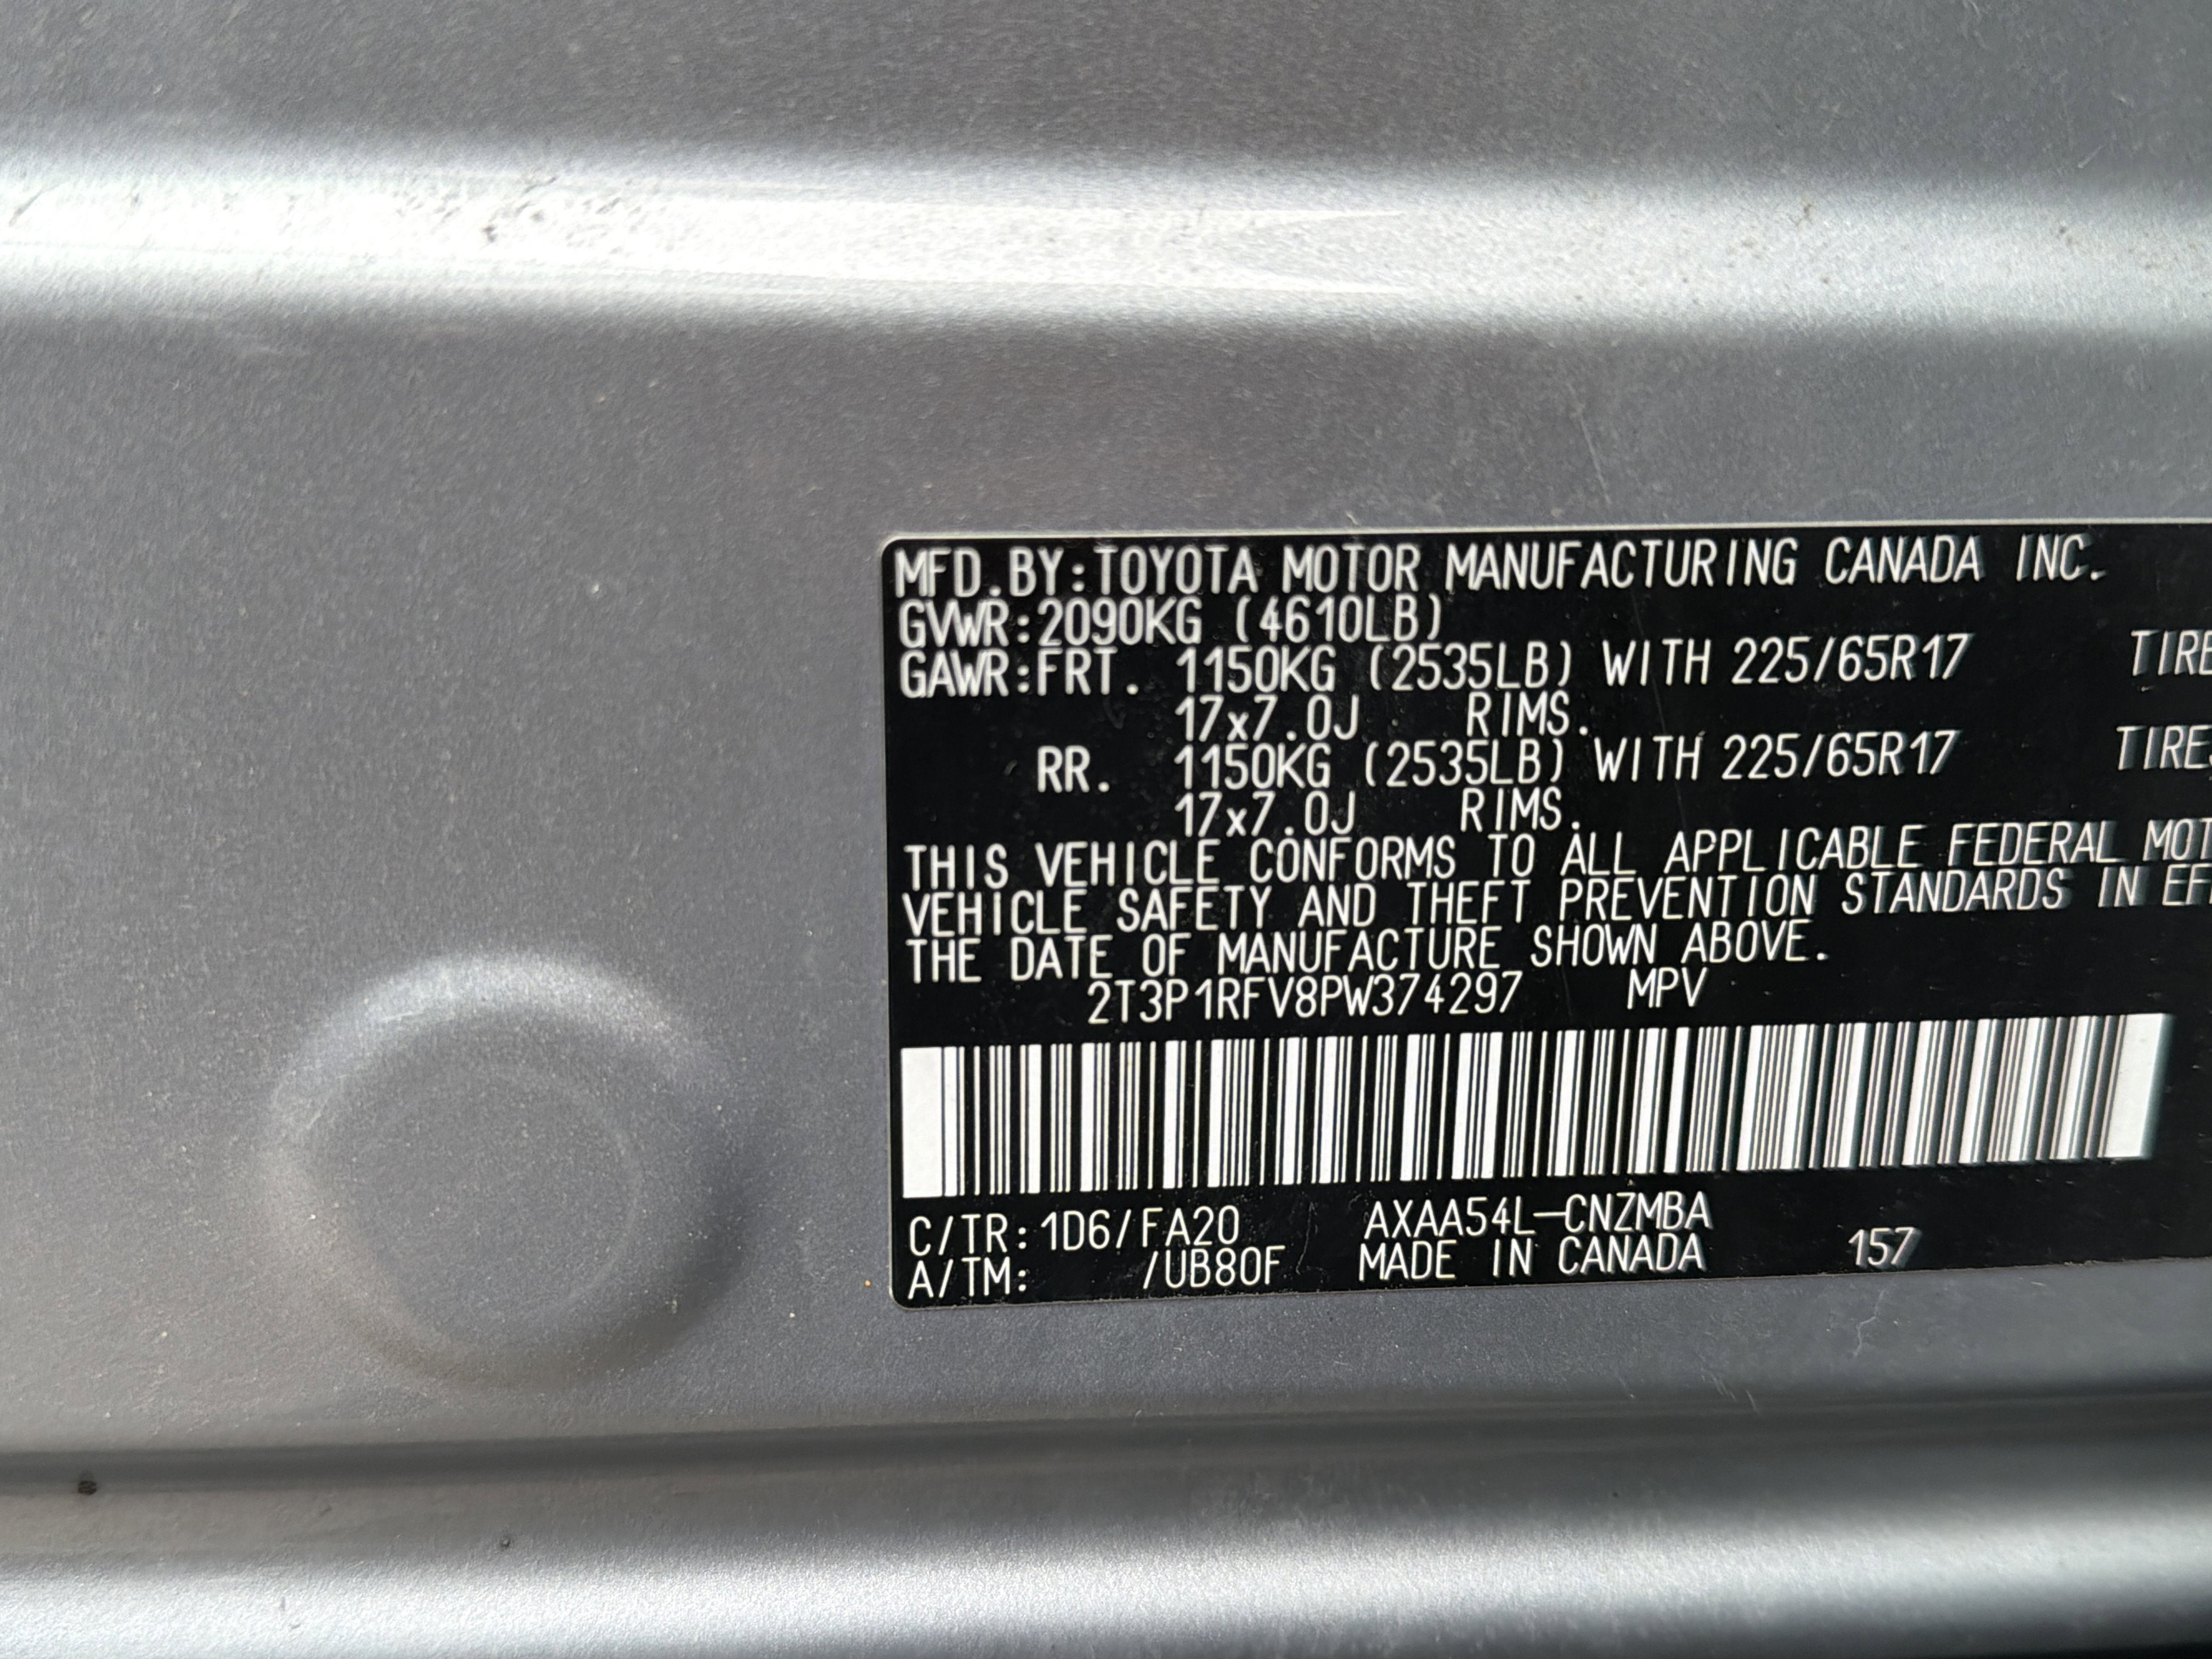 MFD.BY:TOYOTA MOTOR MANUFACTURING CANADA INC.
GVWR:2090KG (4610LB)
GAWR:FRT. 1150KG (2535LB) WITH 225/65R17
17x7.0J RIMS.
RR. 1150KG (2535LB) WITH 225/65R17
17x7.0J RIMS.
THIS VEHICLE CONFORMS TO ALL APPLICABLE FEDERAL
VEHICLE SAFETY AND THEFT PREVENTION STANDARDS IN
THE DATE OF MANUFACTURE SHOWN ABOVE.
2T3P1RFV8PW374297 MPV
C/TR:1D6/FA20 AXAA54L-CNZMBA
A/TM: /UB80F MADE IN CANADA 157